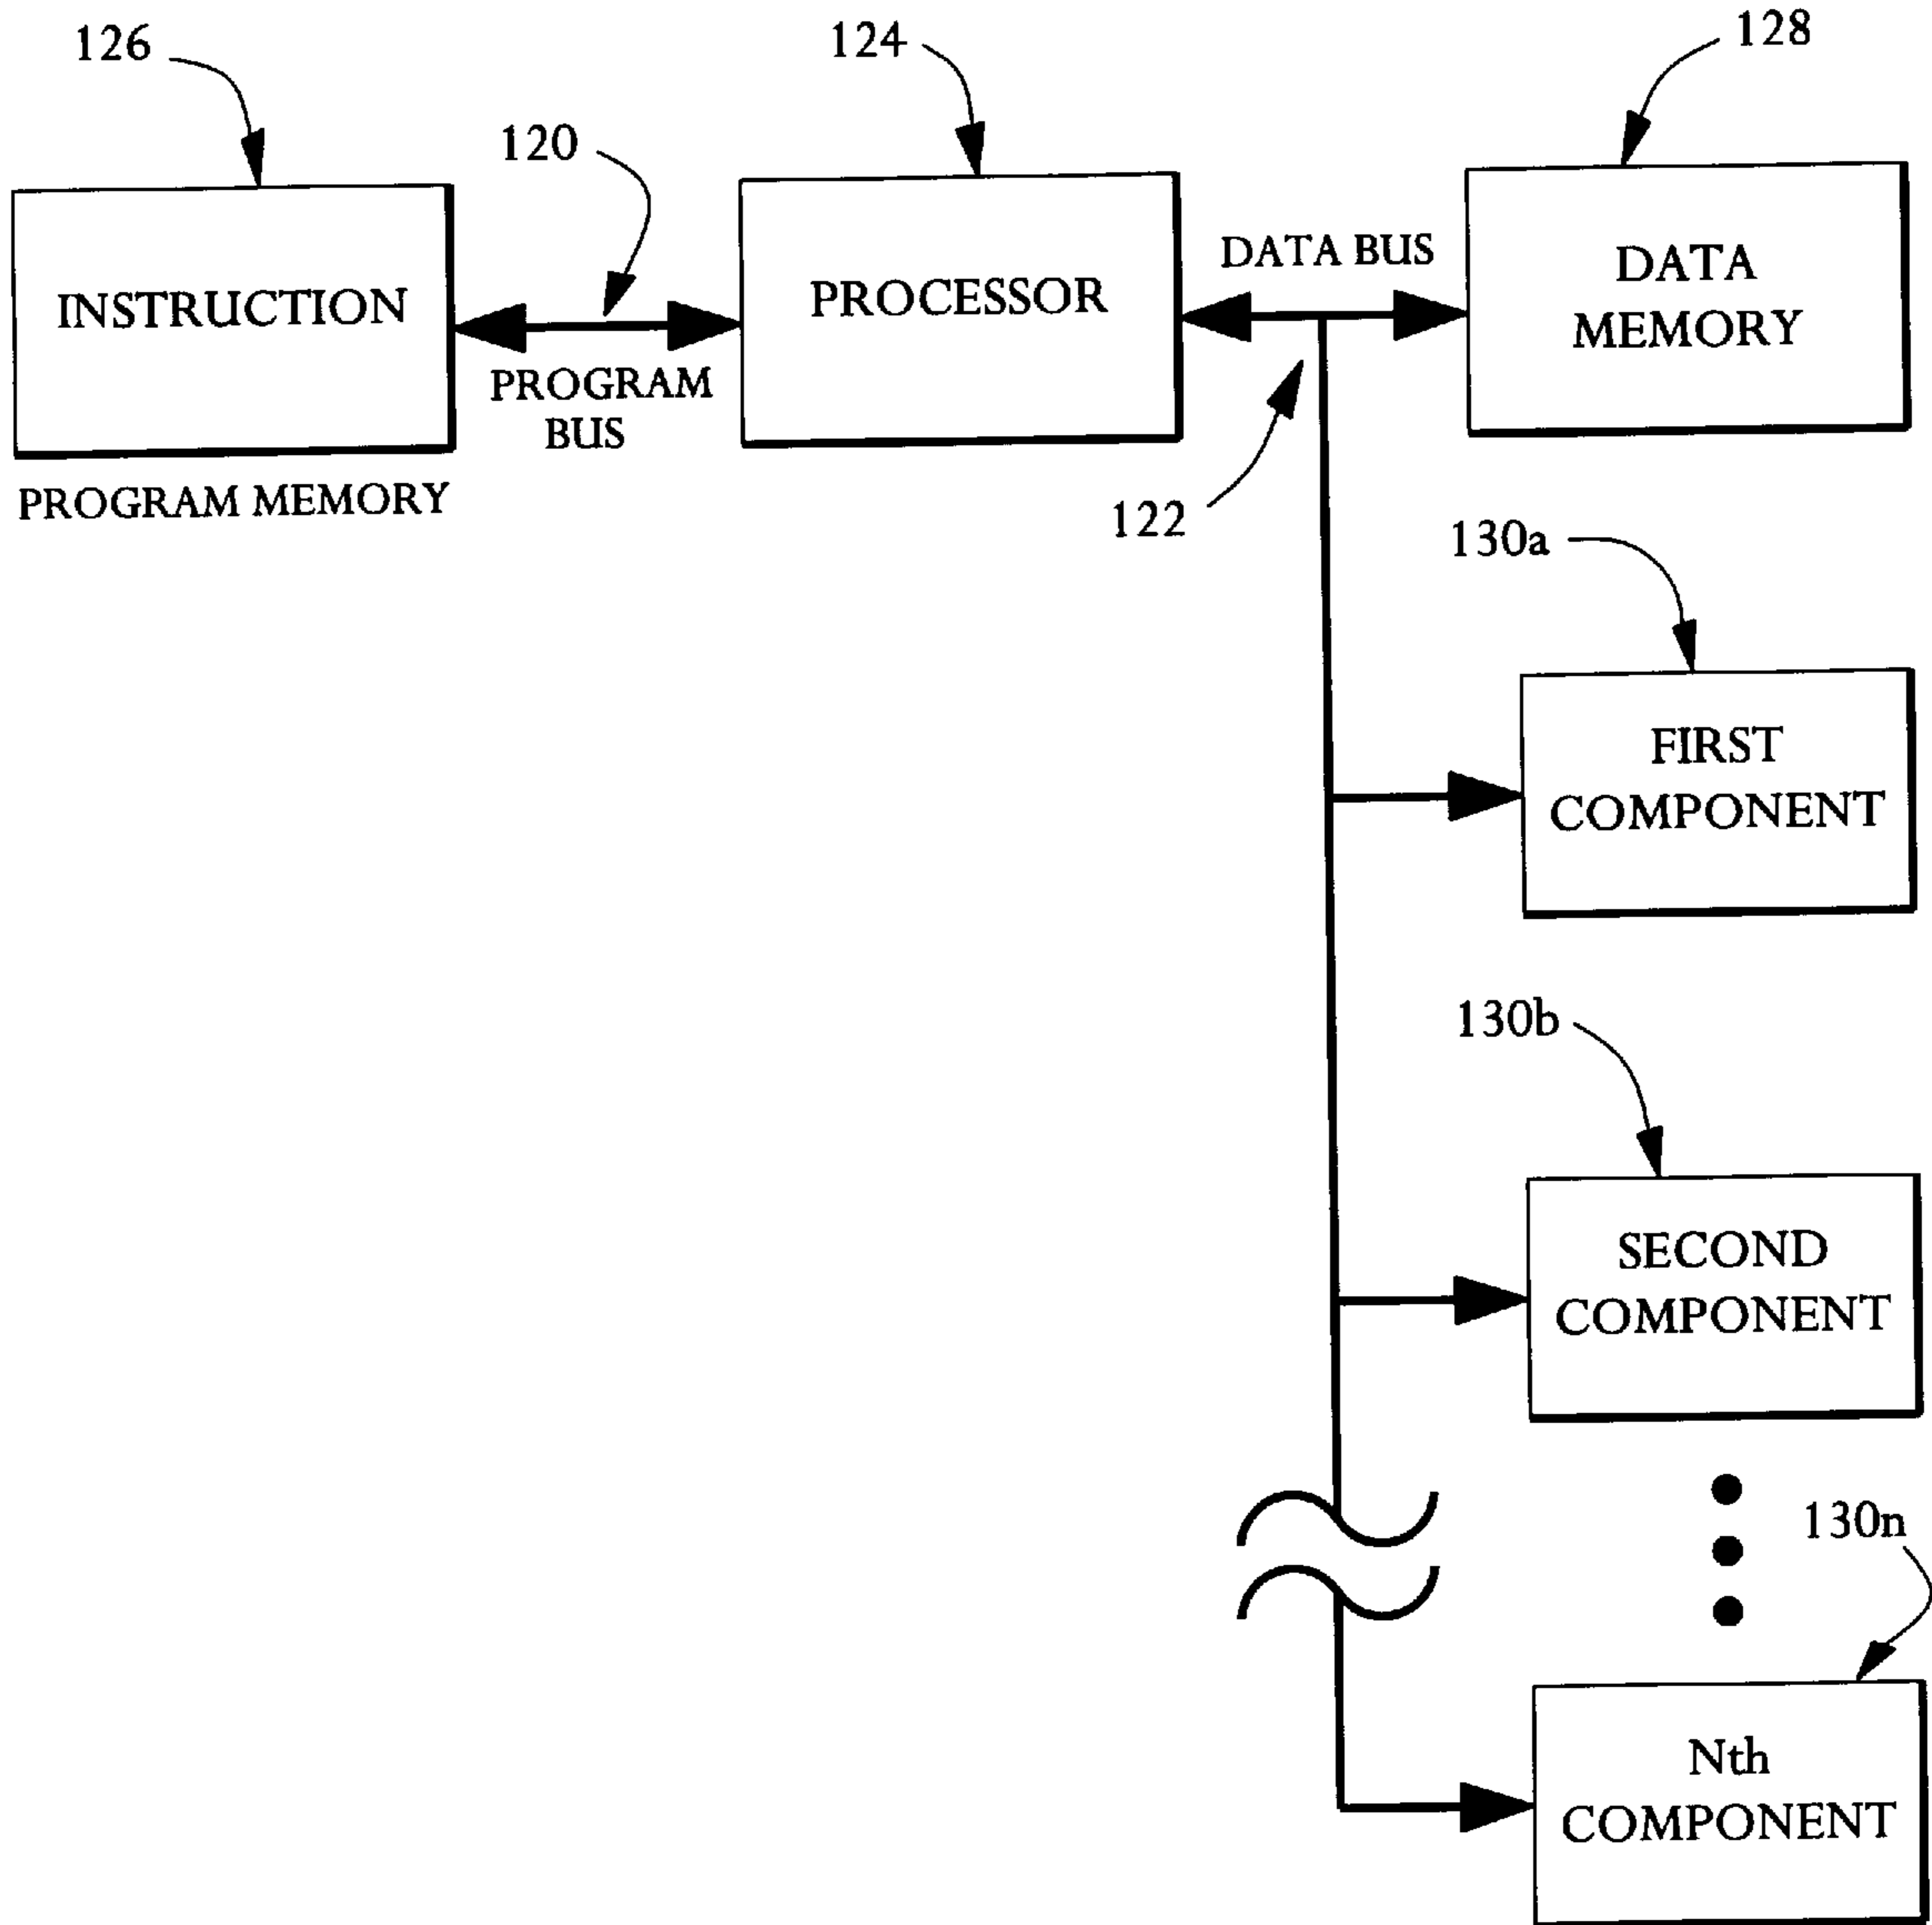 126
124
128
120
INSTRUCTION
PROCESSOR
DATA BUS
DATA
MEMORY
PROGRAM
BUS
PROGRAM MEMORY
122
130a
FIRST
COMPONENT
130b
SECOND
COMPONENT
130n
Nth
COMPONENT